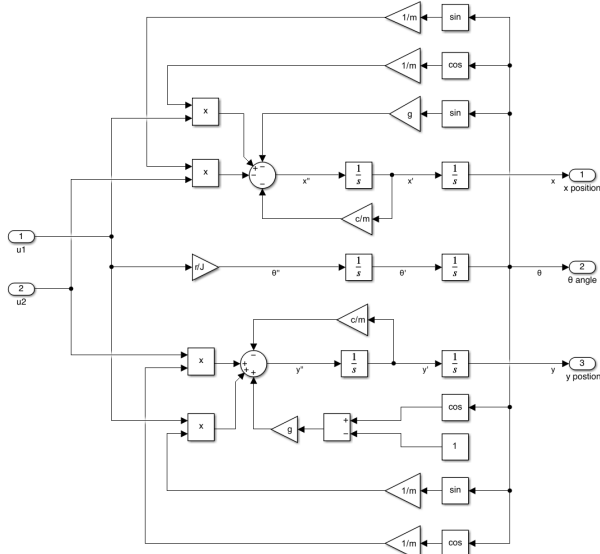 1/m sin
1/m cos
x g sin
+ −
x − x" 1/s x' 1/s x 1
− x position
c/m
1
u1
r/J θ" 1/s θ' 1/s θ 2
θ angle
2
u2
c/m
−
x + y" 1/s y' 1/s y 3
+ + y postion
cos
+
g −
x 1
1/m sin
1/m cos